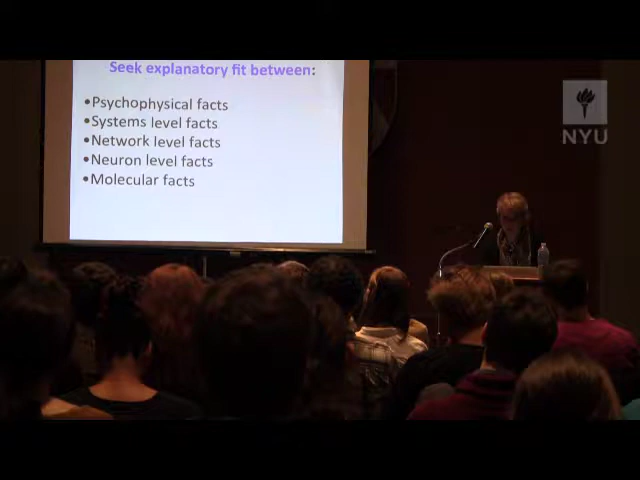 Seek explanatory fit between:
•Psychophysical facts
•Systems level facts
•Network level facts
•Neuron level facts
•Molecular facts
NYU